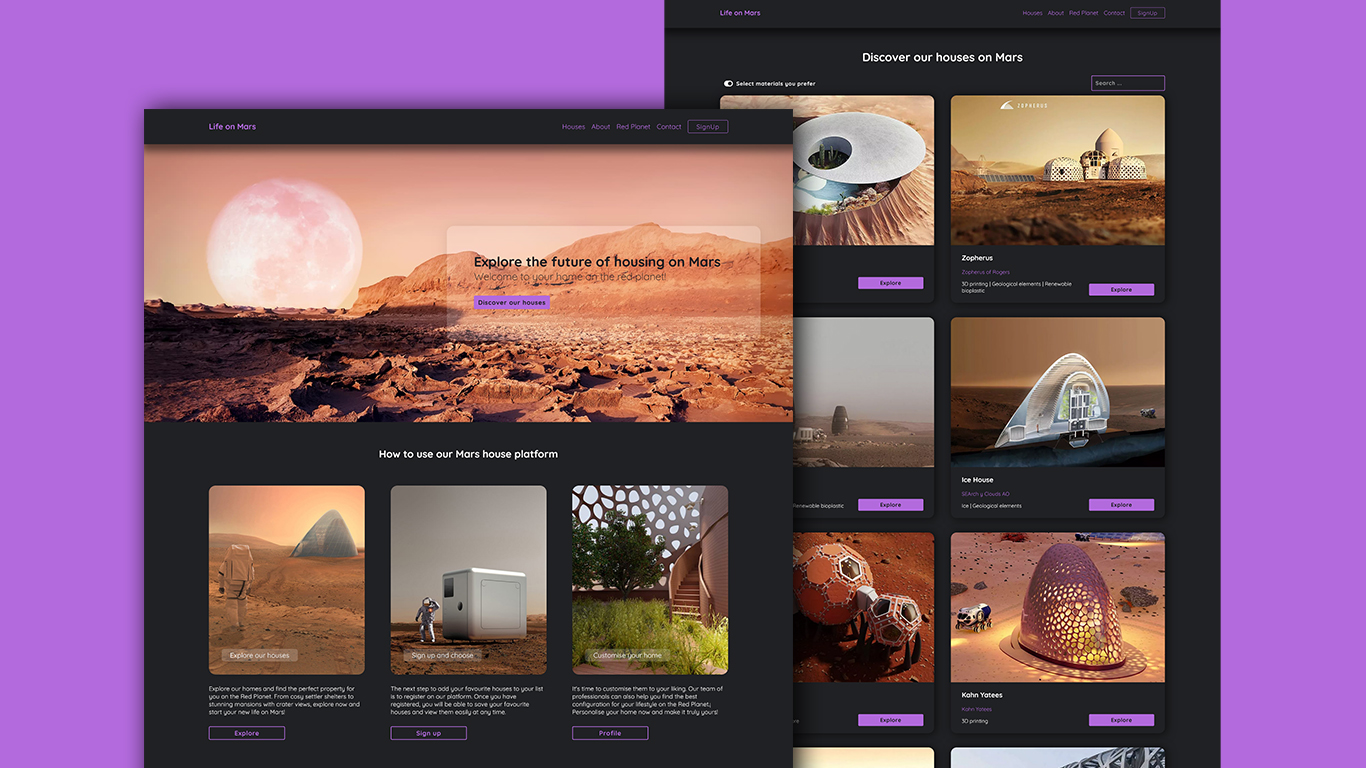 Life on Mars
Houses About Red Planet Contact SignUp
Explore the future of housing on Mars
Welcome to your home on the red planet!
Discover our houses
How to use our Mars house platform
Explore our houses
Explore our homes and find the perfect property for
you on the Red Planet. From cosy settler shelters to
stunning mansions with crater views, explore now and
start your new life on Mars!
Explore
Sign up and choose
The next step to add your favourite houses to your list
is to register on our platform. Once you have
registered, you will be able to save your favourite
houses and view them easily at any time.
Sign up
Customise your home
It's time to customise them to your liking. Our team of
professionals can also help you find the best
configuration for your lifestyle on the Red Planet¡
Personalise your home now and make it truly yours!
Profile
Life on Mars
Houses About Red Planet Contact SignUp
Discover our houses on Mars
Select materials you prefer
Search ...
Explore
ZOPHERUS
Zopherus
Zopherus of Rogers
3D printing | Geological elements | Renewable
bioplastic
Explore
Renewable bioplastic
Explore
Ice House
SEArch y Clouds AO
Ice | Geological elements
Explore
Explore
Kahn Yatees
Kahn Yatees
3D printing
Explore